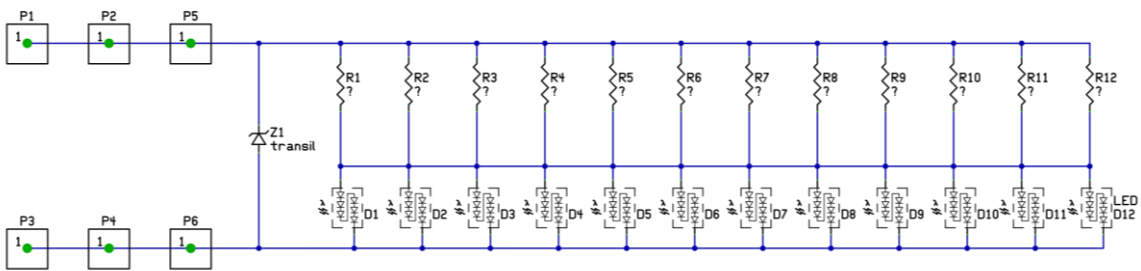 P1 P2 P5
1 1 1
R1 R2 R3 R4 R5 R6 R7 R8 R9 R10 R11 R12
? ? ? ? ? ? ? ? ? ? ? ?
Z1
transil
LED
D1 D2 D3 D4 D5 D6 D7 D8 D9 D10 D11 D12
P3 P4 P6
1 1 1